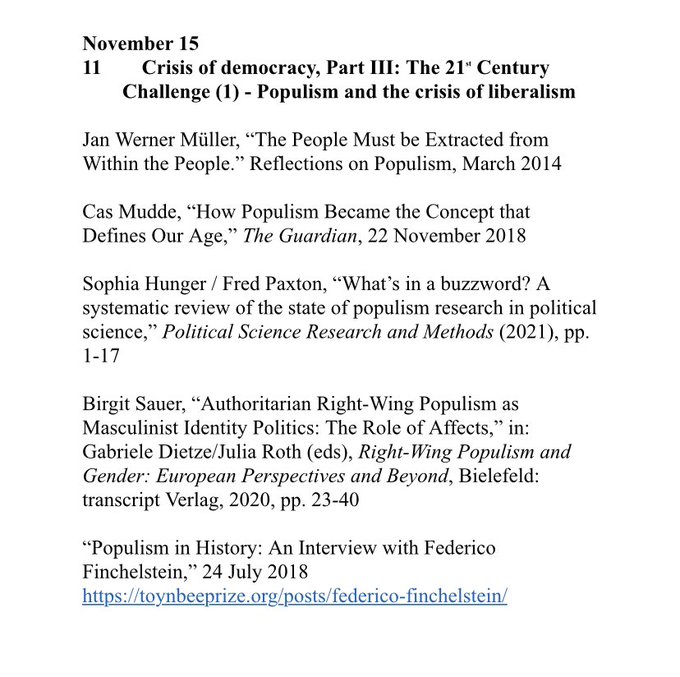 November 15
11 Crisis of democracy, Part III: The 21st Century
Challenge (1) - Populism and the crisis of liberalism
Jan Werner Müller, “The People Must be Extracted from
Within the People.” Reflections on Populism, March 2014
Cas Mudde, “How Populism Became the Concept that
Defines Our Age,” The Guardian, 22 November 2018
Sophia Hunger / Fred Paxton, “What’s in a buzzword? A
systematic review of the state of populism research in political
science,” Political Science Research and Methods (2021), pp.
1-17
Birgit Sauer, “Authoritarian Right-Wing Populism as
Masculinist Identity Politics: The Role of Affects,” in:
Gabriele Dietze/Julia Roth (eds), Right-Wing Populism and
Gender: European Perspectives and Beyond, Bielefeld:
transcript Verlag, 2020, pp. 23-40
“Populism in History: An Interview with Federico
Finchelstein,” 24 July 2018
https://toynbeeprize.org/posts/federico-finchelstein/